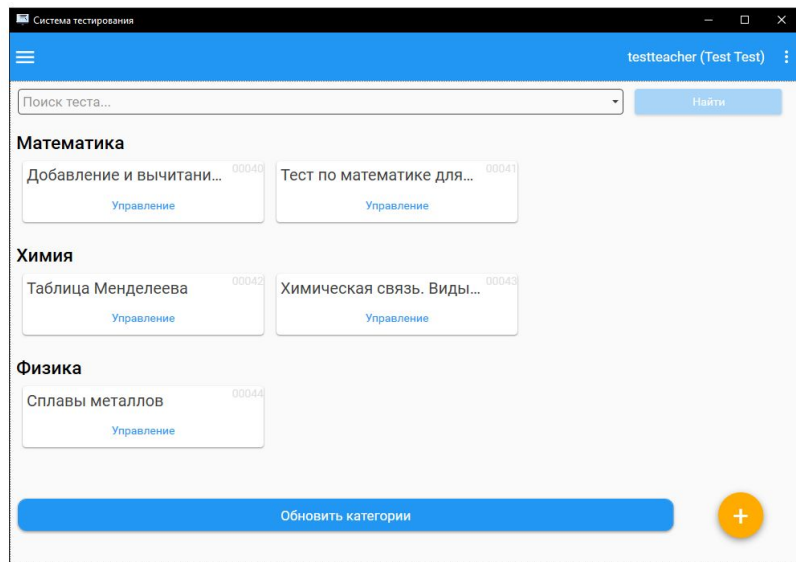 Система тестирования
testteacher (Test Test)
Поиск теста...
Найти
Математика
Добавление и вычитани... 00040
Управление
Тест по математике для... 00041
Управление
Химия
Таблица Менделеева 00042
Управление
Химическая связь. Виды... 00043
Управление
Физика
Сплавы металлов 00044
Управление
Обновить категории
+